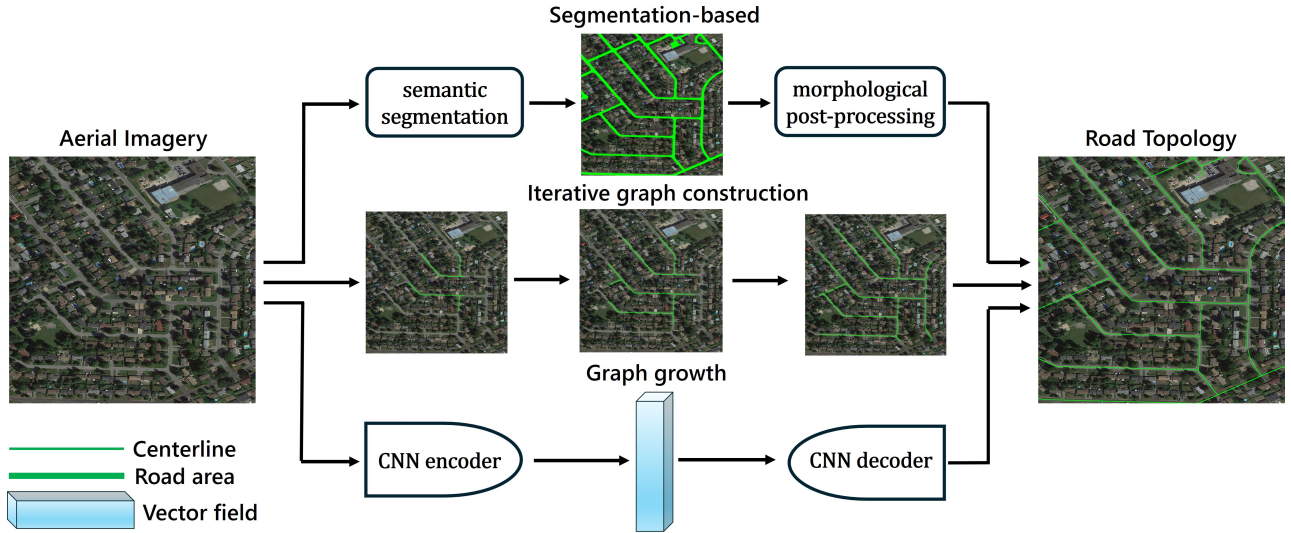 Segmentation-based
semantic
segmentation
morphological
post-processing
Aerial Imagery
Road Topology
Iterative graph construction
Graph growth
CNN encoder
CNN decoder
Centerline
Road area
Vector field